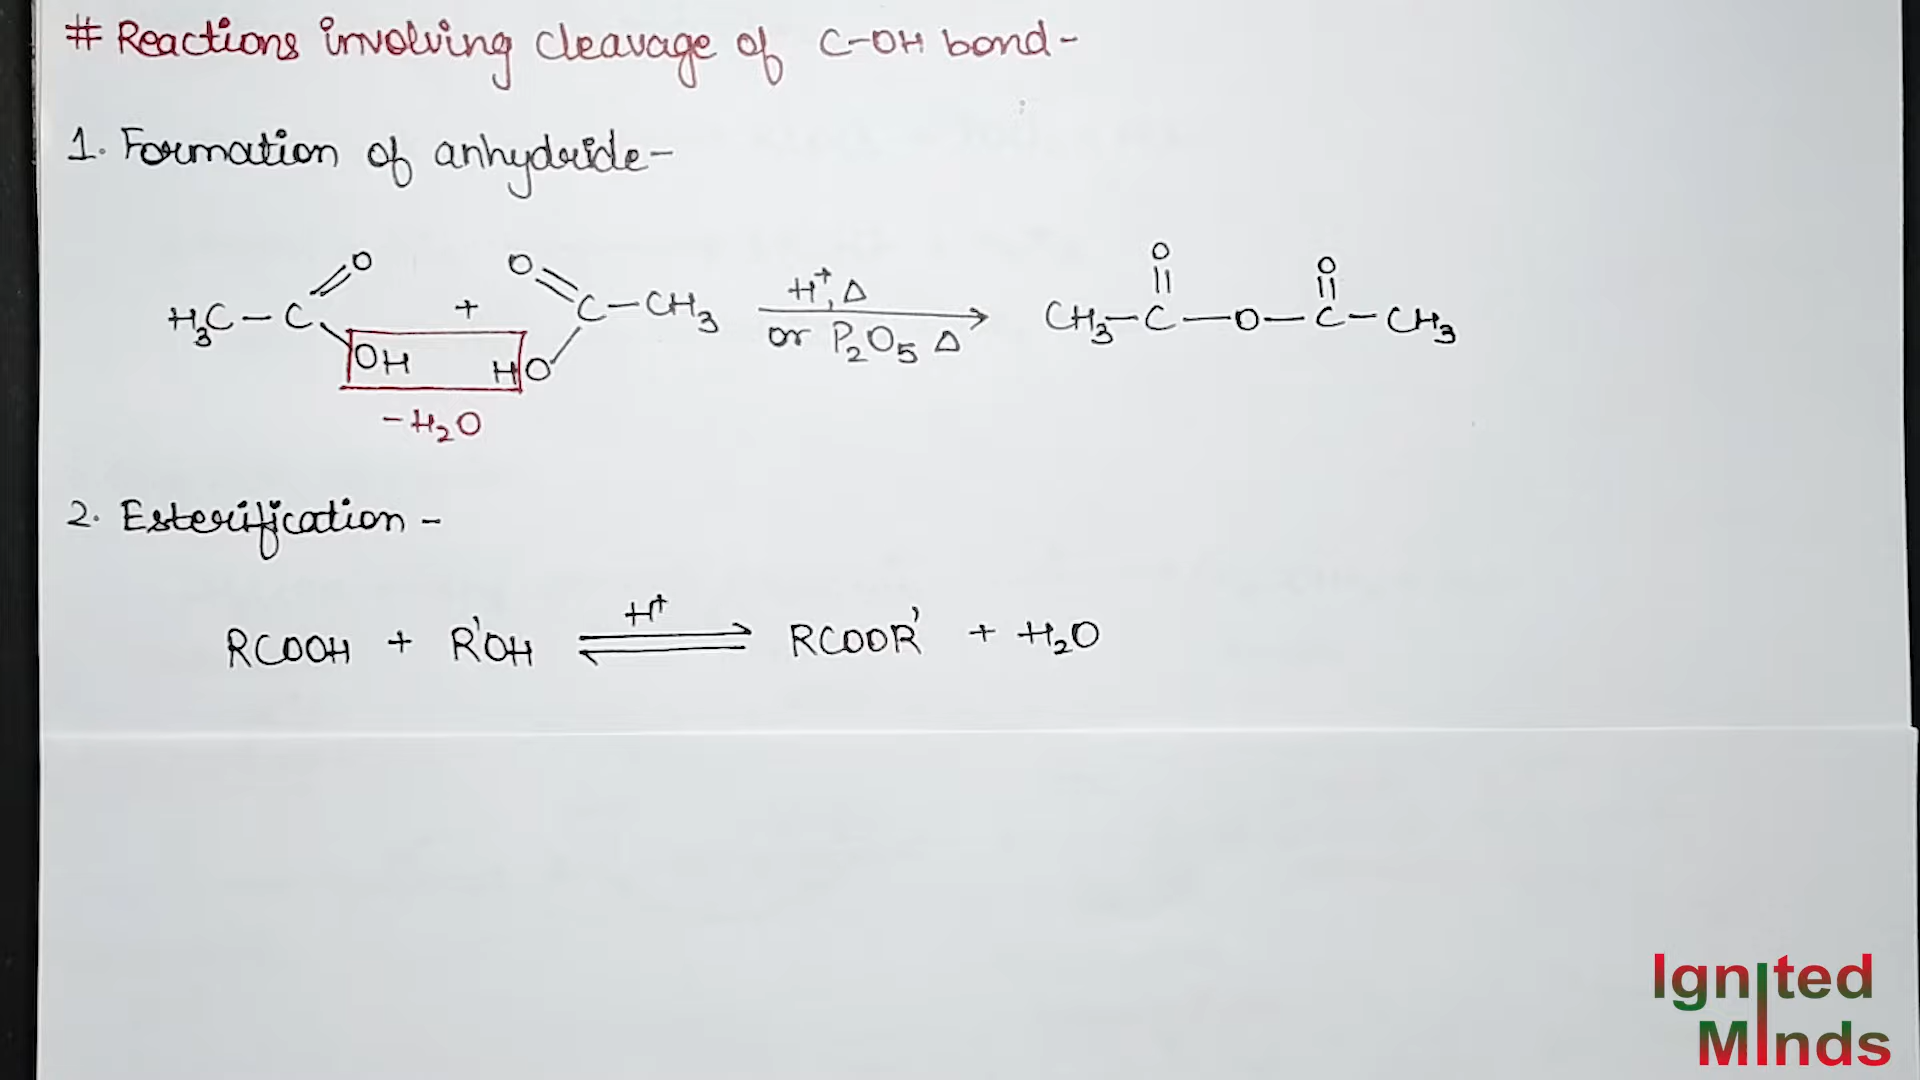 # Reactions involving cleavage of C-OH bond-
1. Formation of anhydride-
H₃C-C=O OH + O=C-CH₃ HO H⁺, Δ or P₂O₅ Δ → CH₃-C(=O)-O-C(=O)-CH₃
-H₂O
2. Esterification-
RCOOH + R'OH ⇌ H⁺ RCOOR' + H₂O
Ignited
Minds